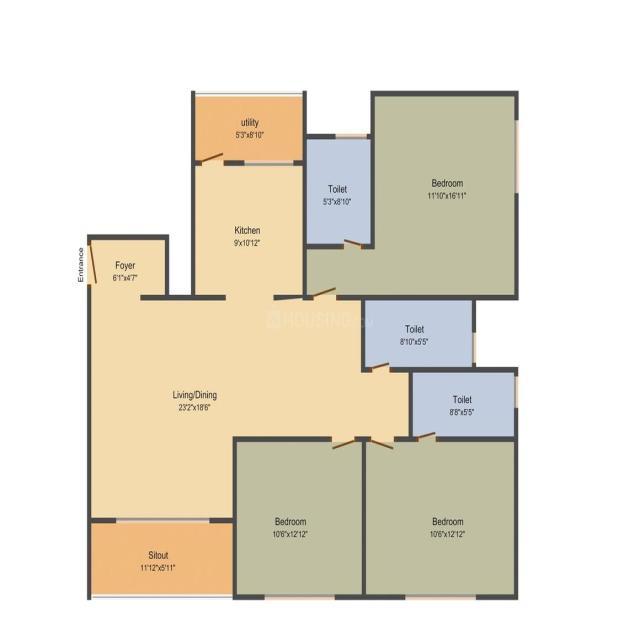 utility
5'3"x8'10"
Bedroom
11'10"x16'11"
Toilet
5'3"x8'10"
Kitchen
9'x10'12"
Entrance
Foyer
6'1"x4'7"
HOUSING.COM
Toilet
8'10"x5'5"
Living/Dining
23'2"x18'6"
Toilet
8'8"x5'5"
Bedroom
10'6"x12'12"
Bedroom
10'6"x12'12"
Sitout
11'12"x5'11"